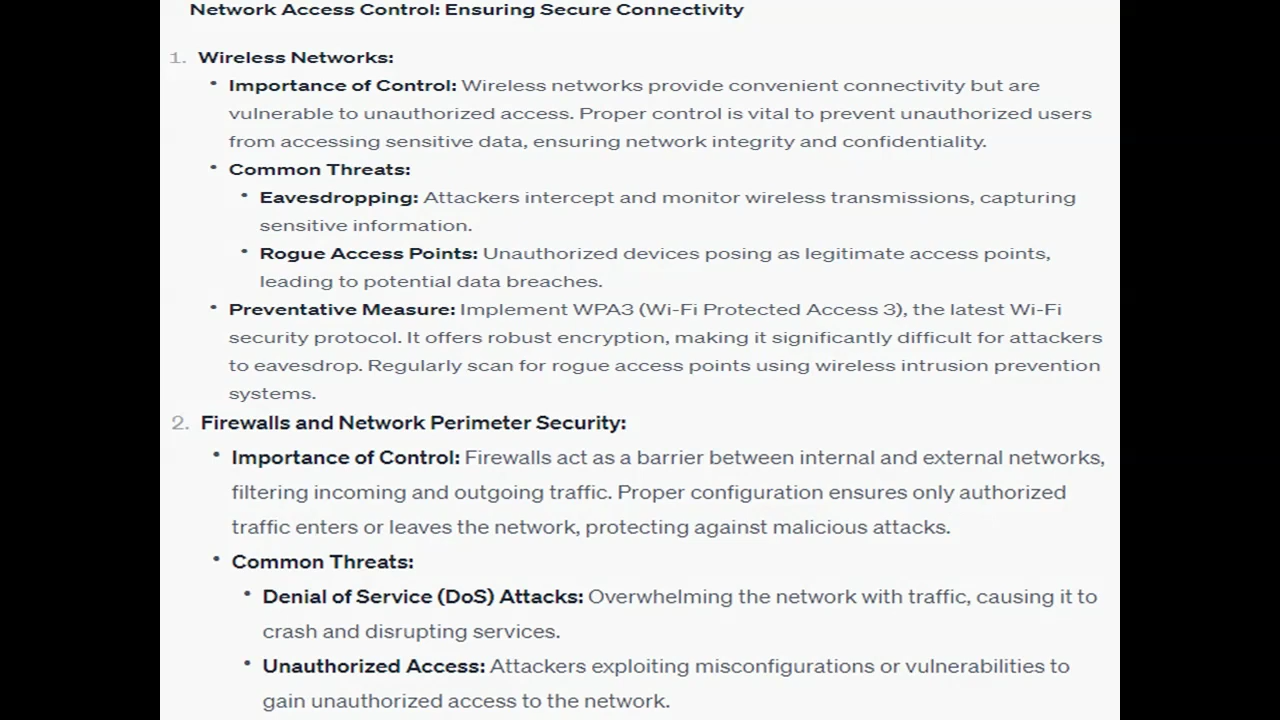 Network Access Control: Ensuring Secure Connectivity
1. Wireless Networks:
• Importance of Control: Wireless networks provide convenient connectivity but are
vulnerable to unauthorized access. Proper control is vital to prevent unauthorized users
from accessing sensitive data, ensuring network integrity and confidentiality.
• Common Threats:
• Eavesdropping: Attackers intercept and monitor wireless transmissions, capturing
sensitive information.
• Rogue Access Points: Unauthorized devices posing as legitimate access points,
leading to potential data breaches.
• Preventative Measure: Implement WPA3 (Wi-Fi Protected Access 3), the latest Wi-Fi
security protocol. It offers robust encryption, making it significantly difficult for attackers
to eavesdrop. Regularly scan for rogue access points using wireless intrusion prevention
systems.
2. Firewalls and Network Perimeter Security:
• Importance of Control: Firewalls act as a barrier between internal and external networks,
filtering incoming and outgoing traffic. Proper configuration ensures only authorized
traffic enters or leaves the network, protecting against malicious attacks.
• Common Threats:
• Denial of Service (DoS) Attacks: Overwhelming the network with traffic, causing it to
crash and disrupting services.
• Unauthorized Access: Attackers exploiting misconfigurations or vulnerabilities to
gain unauthorized access to the network.